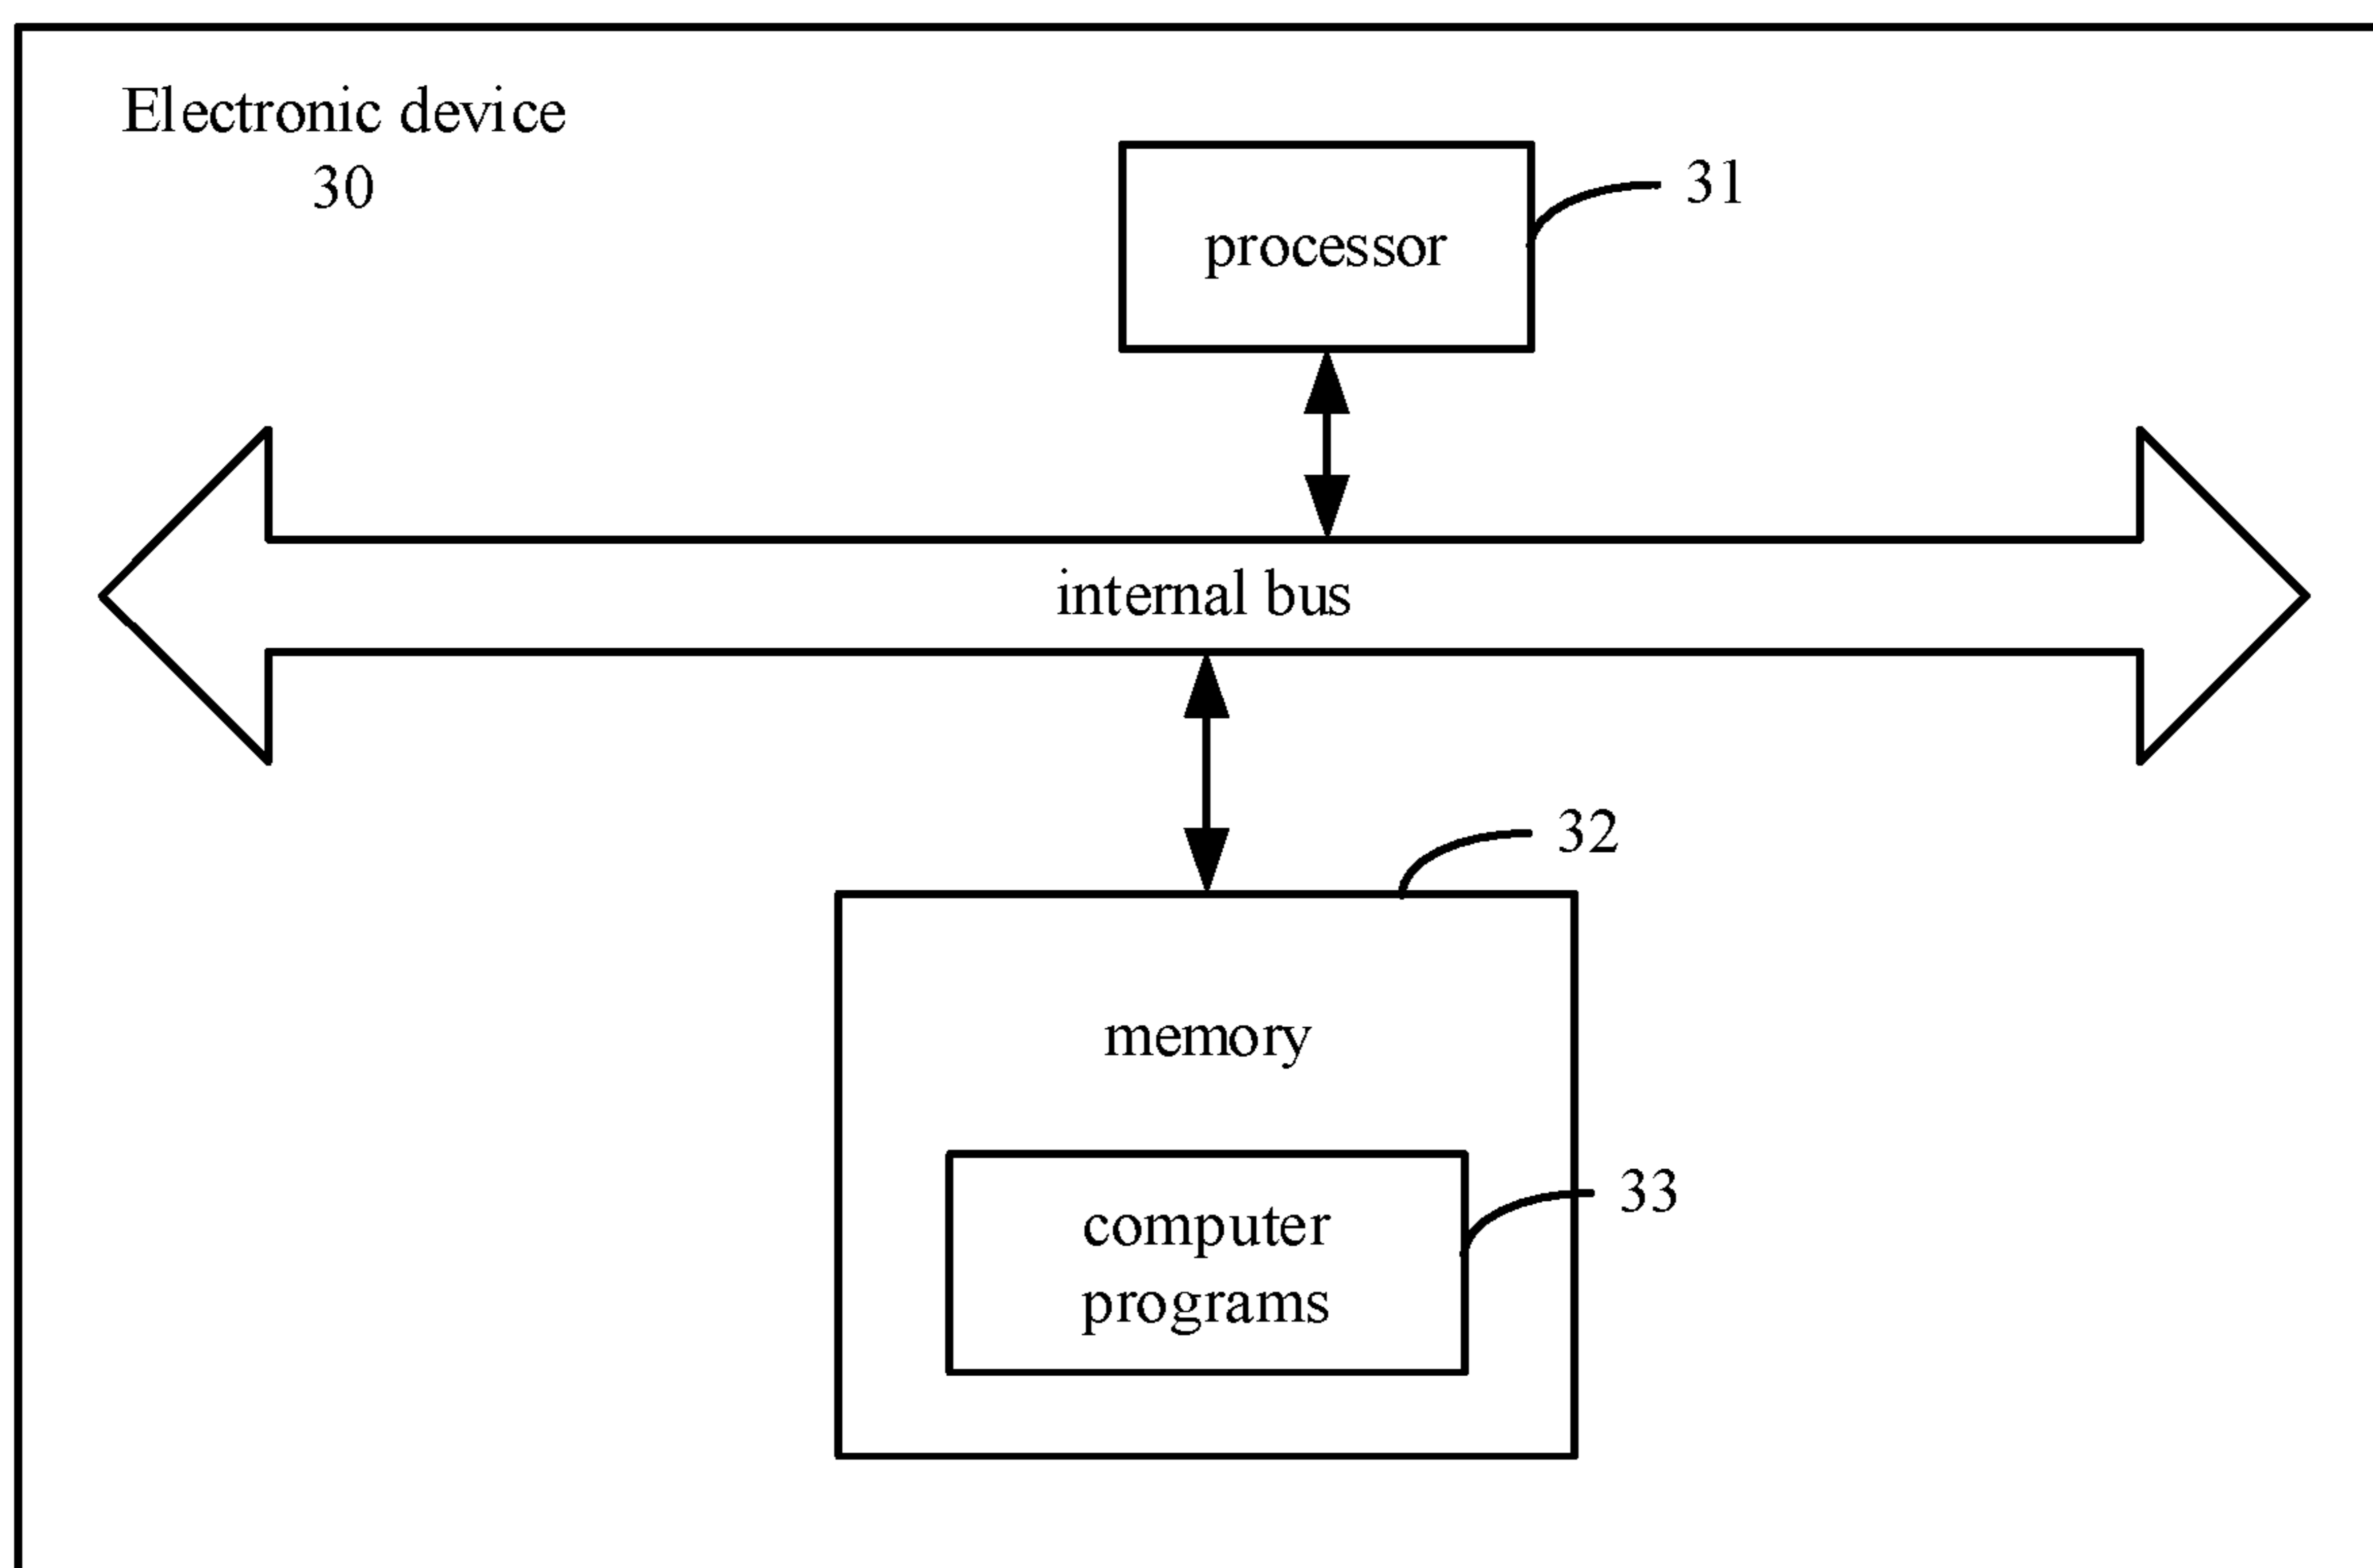 Electronic device
30
processor
31
internal bus
32
memory
computer
programs
33